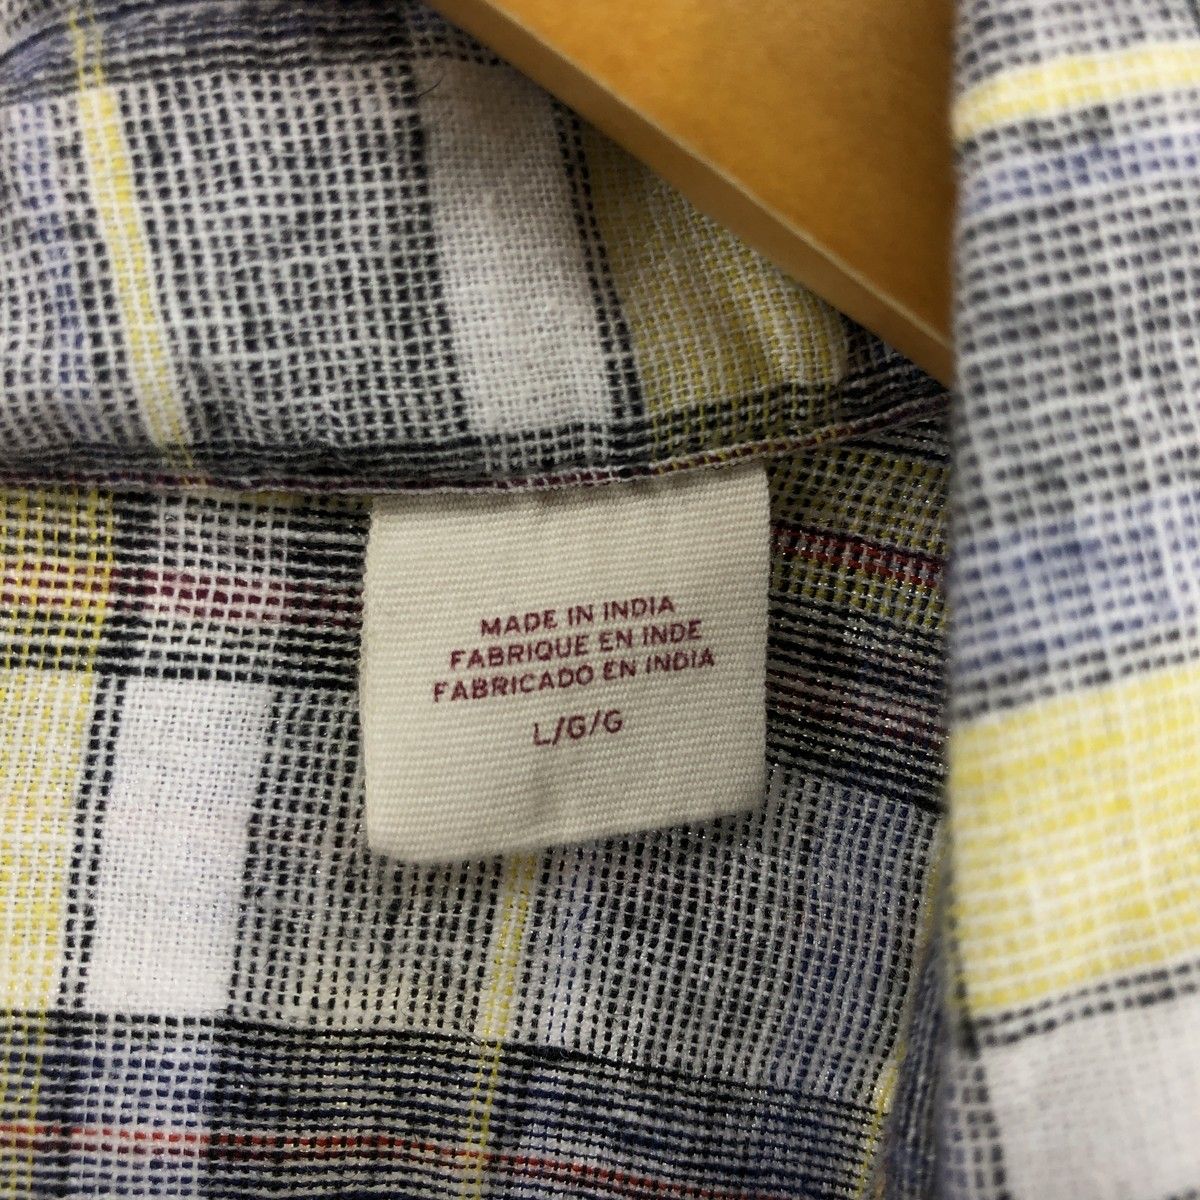 MADE IN INDIA
FABRIQUE EN INDE
FABRICADO EN INDIA
L/G/G